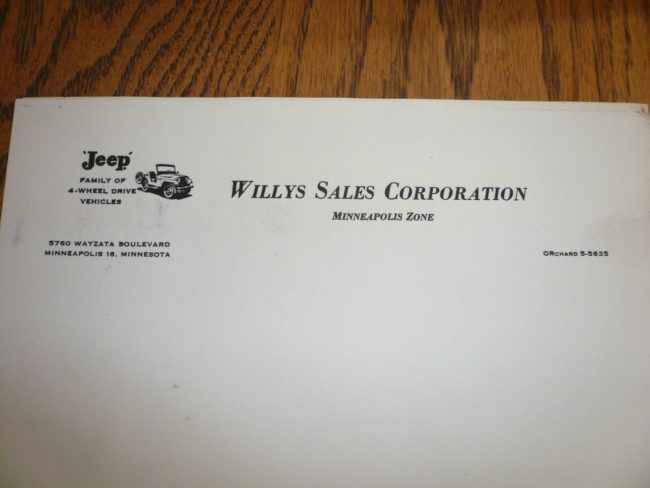 'Jeep'
FAMILY OF
4-WHEEL DRIVE
VEHICLES
WILLYS SALES CORPORATION
MINNEAPOLIS ZONE
5760 WAYZATA BOULEVARD
MINNEAPOLIS 16, MINNESOTA
ORchard 5-5635